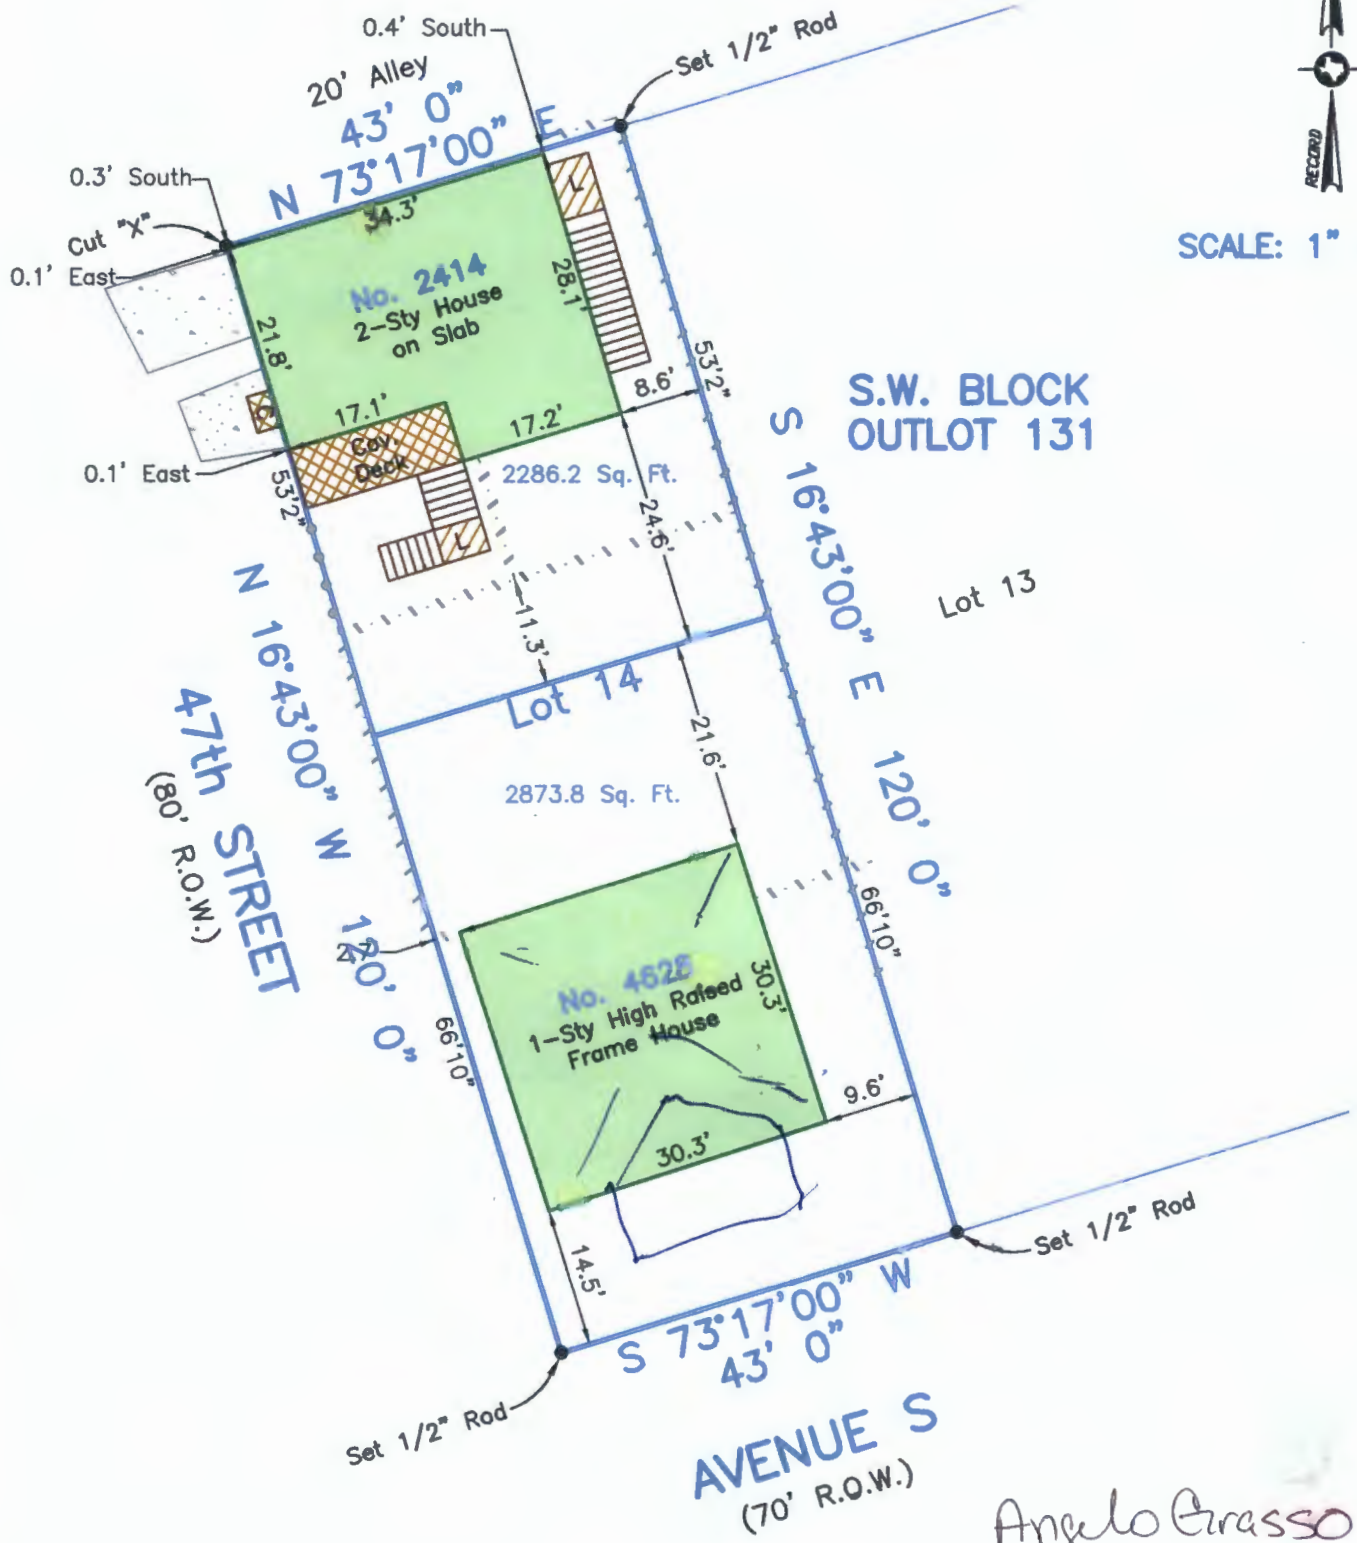 0.4' South
Set 1/2" Rod
20' Alley
43' 0"
N 73°17'00" E
0.3' South
Cut "X"
0.1' East
34.3'
RECORD
SCALE: 1"
No. 2414
2-Sty House
on Slab
L
28.1'
21.8'
53'2"
8.6'
S.W. BLOCK
OUTLOT 131
17.1'
17.2'
C
Cov.
Deck
0.1' East
2286.2 Sq. Ft.
53'2"
24.6'
L
S 16°43'00" E 120' 0"
N 16°43'00" W 120' 0"
11.3'
Lot 13
Lot 14
47th STREET
(80' R.O.W.)
21.6'
2873.8 Sq. Ft.
66'10"
2.7
No. 4626
1-Sty High Raised
Frame House
30.3'
66'10"
9.6'
30.3'
14.5'
Set 1/2" Rod
S 73°17'00" W
43' 0"
Set 1/2" Rod
AVENUE S
(70' R.O.W.)
Angelo Grasso